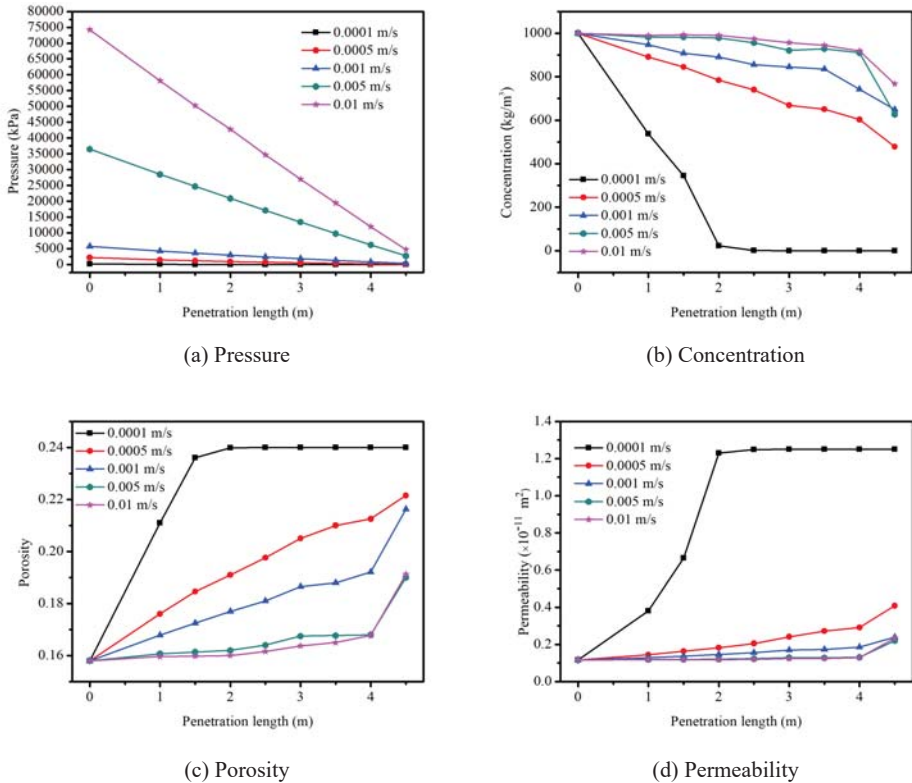 80000
75000
70000
65000
60000
55000
50000
45000
40000
35000
30000
25000
20000
15000
10000
5000
0
Pressure (kPa)
0.0001 m/s
0.0005 m/s
0.001 m/s
0.005 m/s
0.01 m/s
0 1 2 3 4
Penetration length (m)
(a) Pressure
1000
800
600
400
200
0
Concentration (kg/m³)
0.0001 m/s
0.0005 m/s
0.001 m/s
0.005 m/s
0.01 m/s
0 1 2 3 4
Penetration length (m)
(b) Concentration
0.24
0.22
0.20
0.18
0.16
Porosity
0.0001 m/s
0.0005 m/s
0.001 m/s
0.005 m/s
0.01 m/s
0 1 2 3 4
Penetration length (m)
(c) Porosity
1.4
1.2
1.0
0.8
0.6
0.4
0.2
0.0
Permeability (×10⁻¹¹ m²)
0.0001 m/s
0.0005 m/s
0.001 m/s
0.005 m/s
0.01 m/s
0 1 2 3 4
Penetration length (m)
(d) Permeability